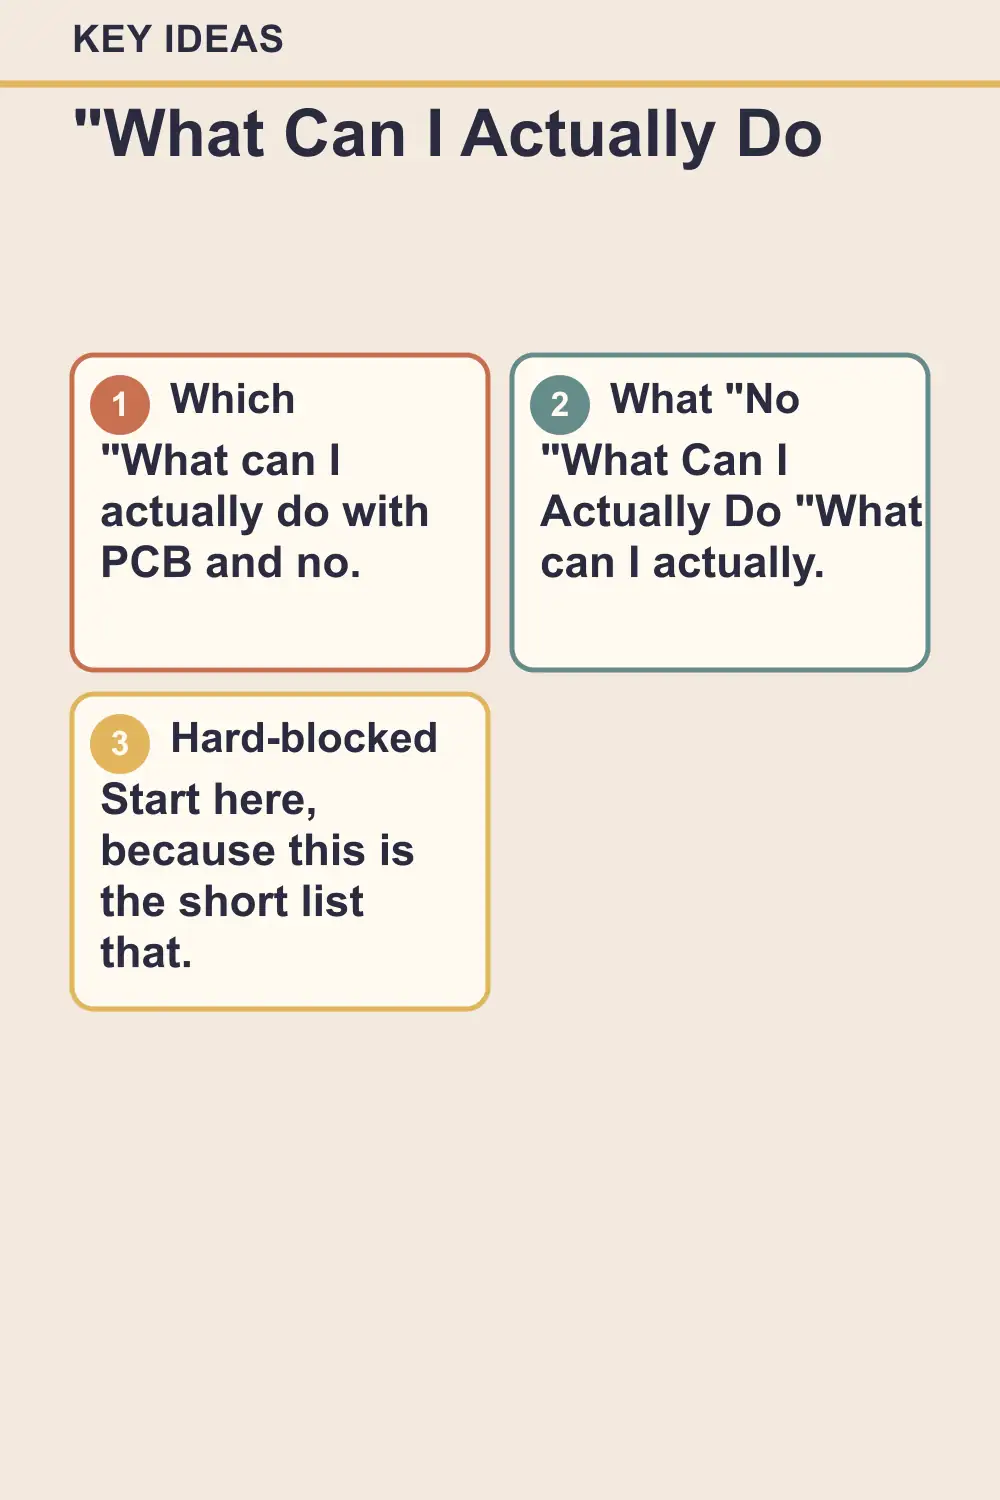 KEY IDEAS
"What Can I Actually Do
1 Which
"What can I
actually do with
PCB and no.
2 What "No
"What Can I
Actually Do "What
can I actually.
3 Hard-blocked
Start here,
because this is
the short list
that.